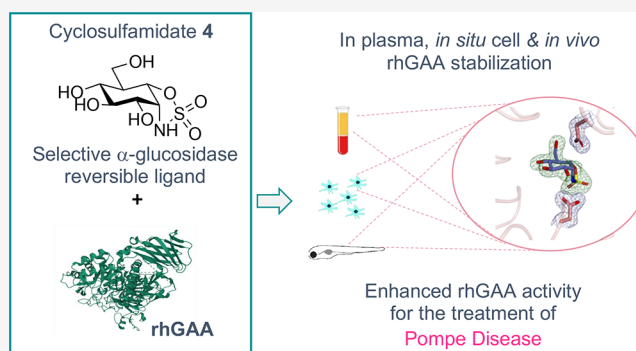 Cyclosulfamidate 4
OH
HO
HO
HO
O
S
O
O
NH
Selective α-glucosidase
reversible ligand
+
rhGAA
In plasma, in situ cell & in vivo
rhGAA stabilization
Enhanced rhGAA activity
for the treatment of
Pompe Disease